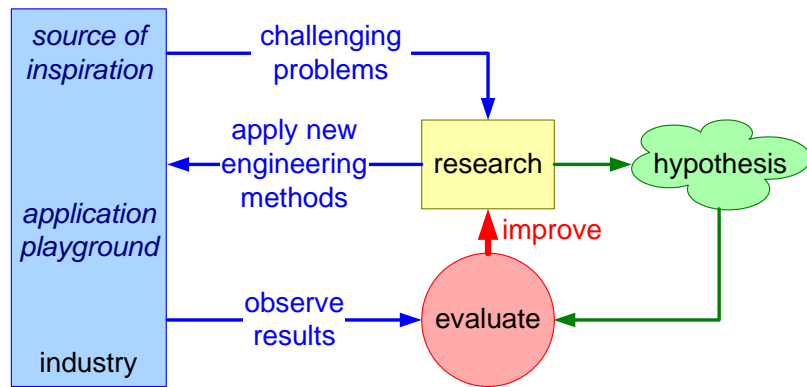 source of
inspiration
challenging
problems
apply new
engineering
methods
research
hypothesis
application
playground
improve
observe
results
evaluate
industry